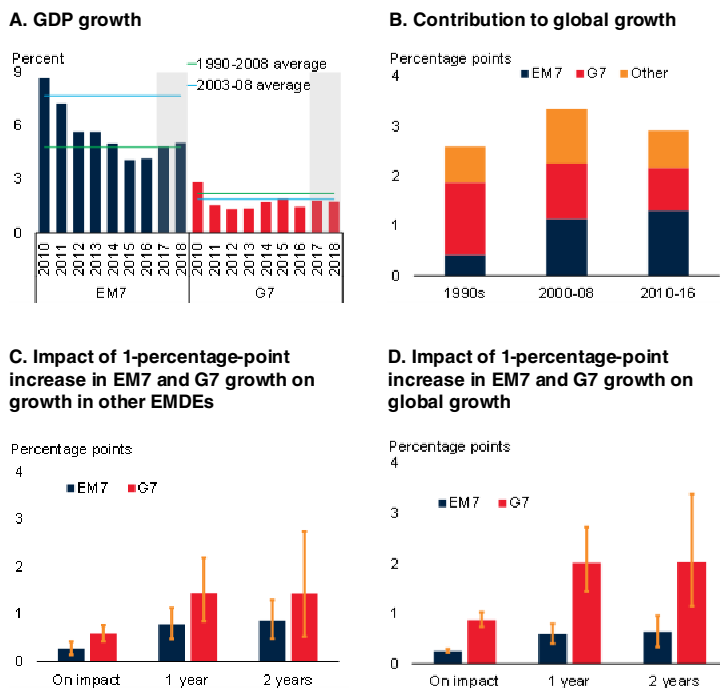 A. GDP growth
Percent
1990-2008 average
2003-08 average
9
6
3
0
2010
2011
2012
2013
2014
2015
2016
2017
2018
2010
2011
2012
2013
2014
2015
2016
2017
2018
EM7
G7
B. Contribution to global growth
Percentage points
EM7 G7 Other
4
3
2
1
0
1990s 2000-08 2010-16
C. Impact of 1-percentage-point
increase in EM7 and G7 growth on
growth in other EMDEs
Percentage points
4
EM7 G7
3
2
1
0
On impact 1 year 2 years
D. Impact of 1-percentage-point
increase in EM7 and G7 growth on
global growth
Percentage points
4
EM7 G7
3
2
1
0
On impact 1 year 2 years